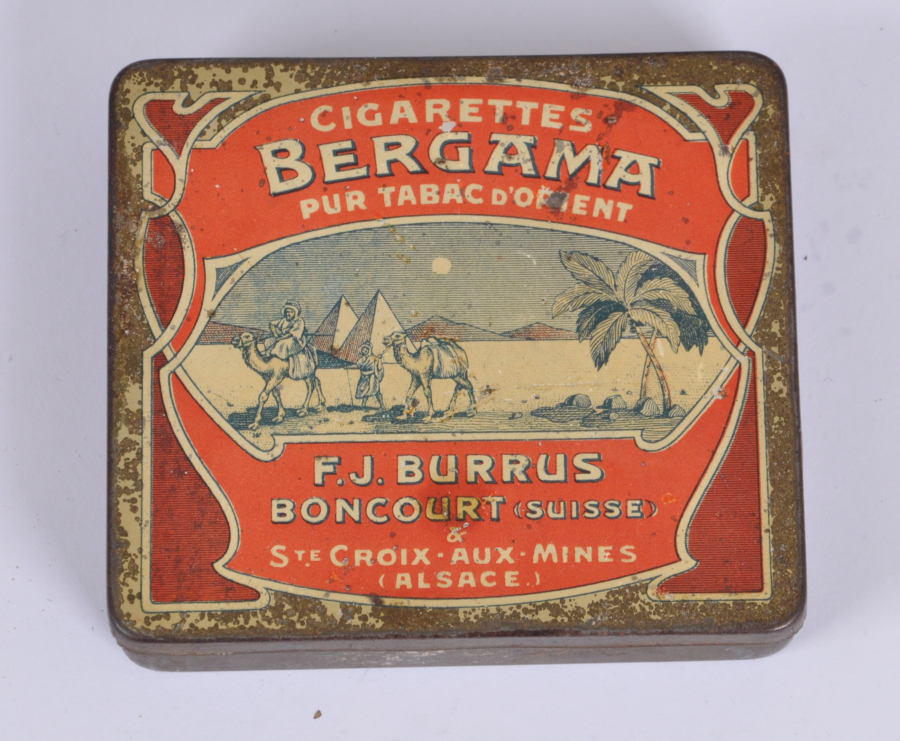 CIGARETTES
BERGAMA
PUR TABAC D'ORIENT
F.J. BURRUS
BONCOURT (SUISSE)
&
STE CROIX-AUX-MINES
(ALSACE.)